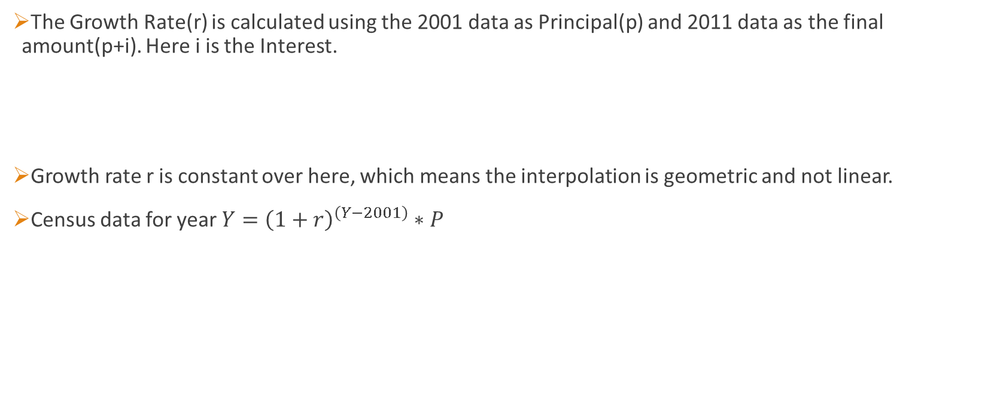 ➢The Growth Rate(r) is calculated using the 2001 data as Principal(p) and 2011 data as the final
amount(p+i). Here i is the Interest.
➢Growth rate r is constant over here, which means the interpolation is geometric and not linear.
➢Census data for year Y = (1 + r)^(Y−2001) ∗ P